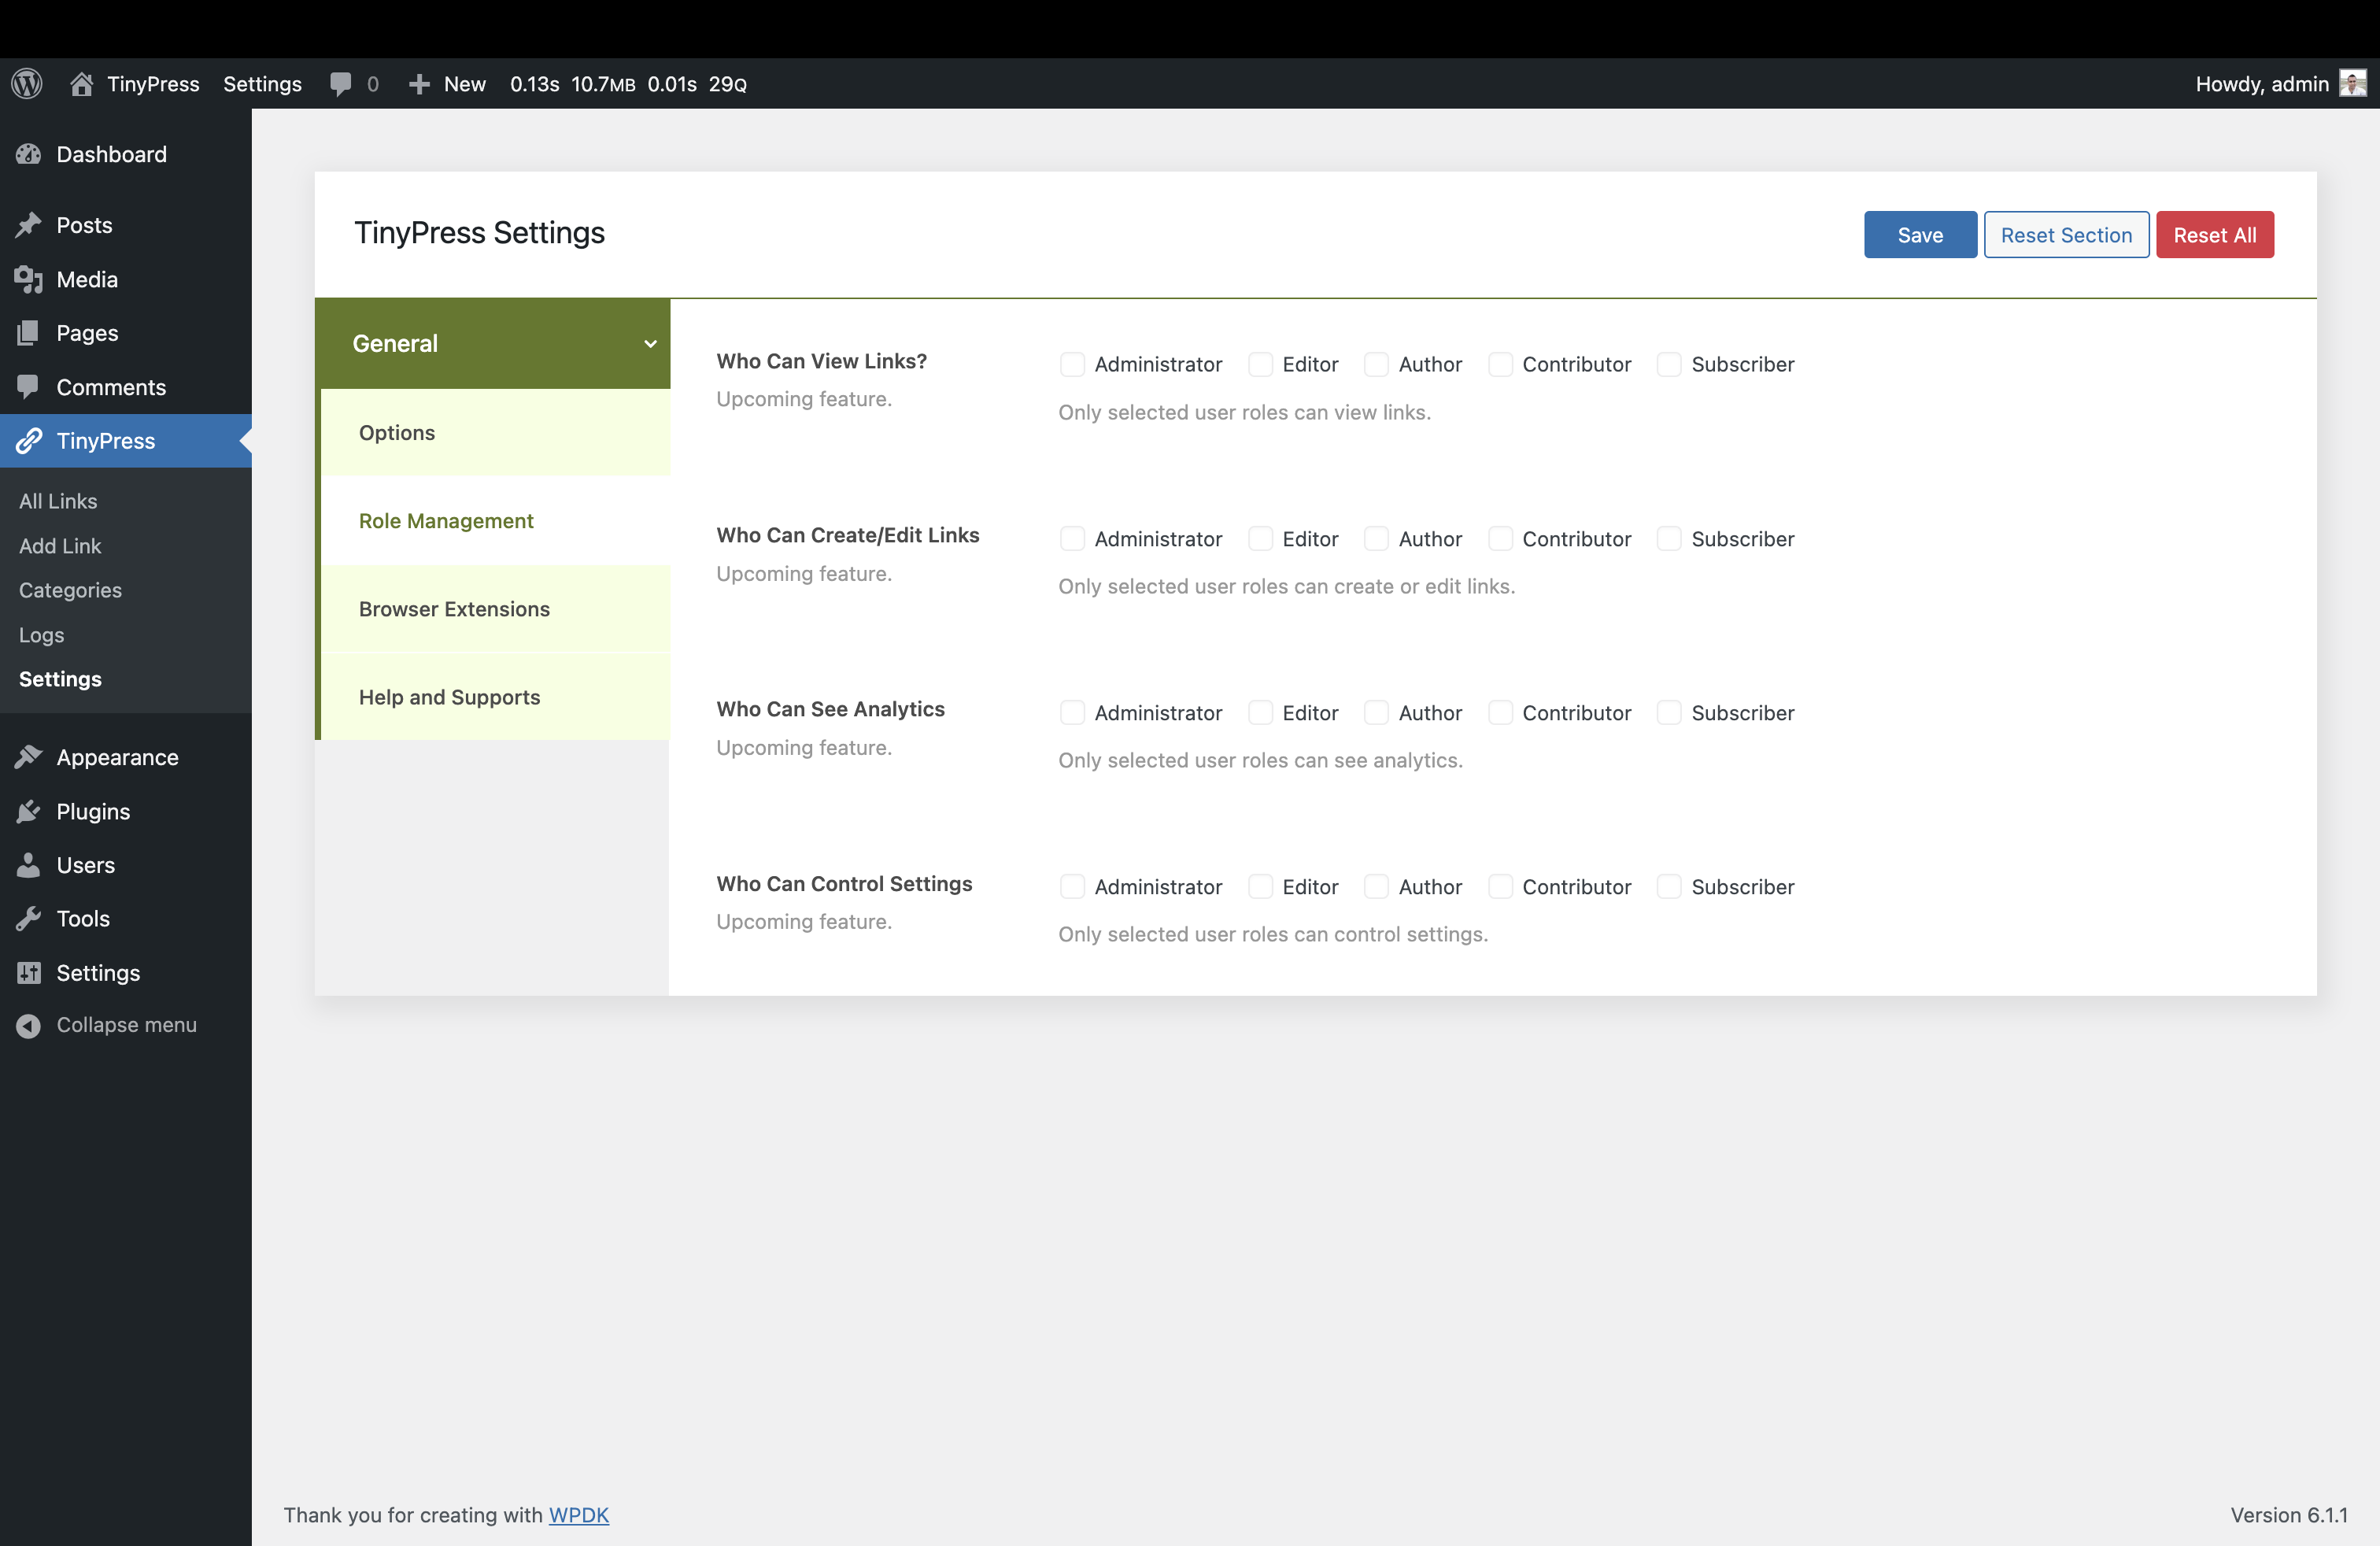 TinyPress Settings 0 New 0.13s 10.7MB 0.01s 29Q Howdy, admin
Dashboard
Posts
Media
Pages
Comments
TinyPress
All Links
Add Link
Categories
Logs
Settings
Appearance
Plugins
Users
Tools
Settings
Collapse menu
TinyPress Settings
Save Reset Section Reset All
General
Options
Role Management
Browser Extensions
Help and Supports
Who Can View Links?
Upcoming feature.
Administrator Editor Author Contributor Subscriber
Only selected user roles can view links.
Who Can Create/Edit Links
Upcoming feature.
Administrator Editor Author Contributor Subscriber
Only selected user roles can create or edit links.
Who Can See Analytics
Upcoming feature.
Administrator Editor Author Contributor Subscriber
Only selected user roles can see analytics.
Who Can Control Settings
Upcoming feature.
Administrator Editor Author Contributor Subscriber
Only selected user roles can control settings.
Thank you for creating with WPDK
Version 6.1.1